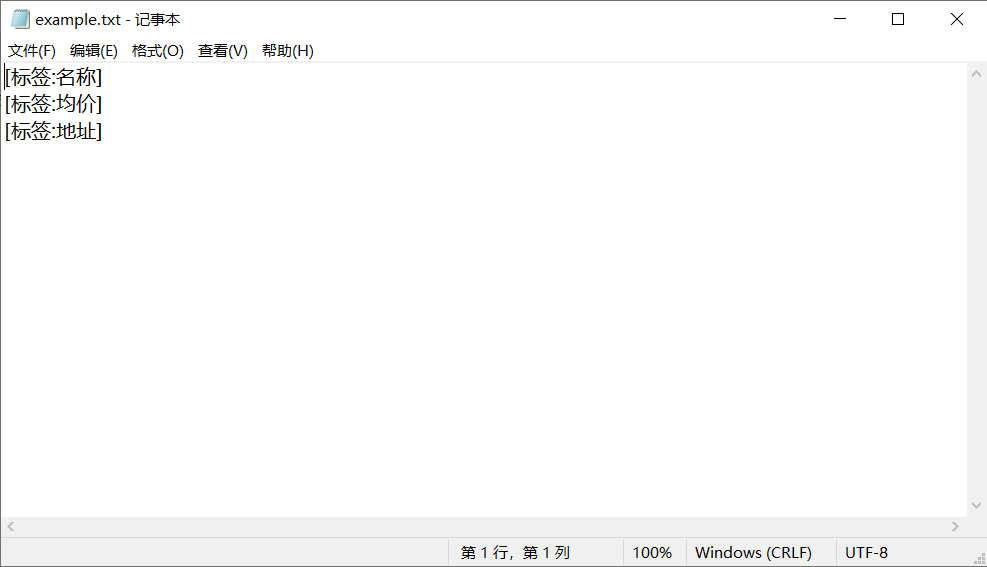 example.txt - 记事本
文件(F) 编辑(E) 格式(O) 查看(V) 帮助(H)
[标签:名称]
[标签:均价]
[标签:地址]
第 1 行，第 1 列 100% Windows (CRLF) UTF-8